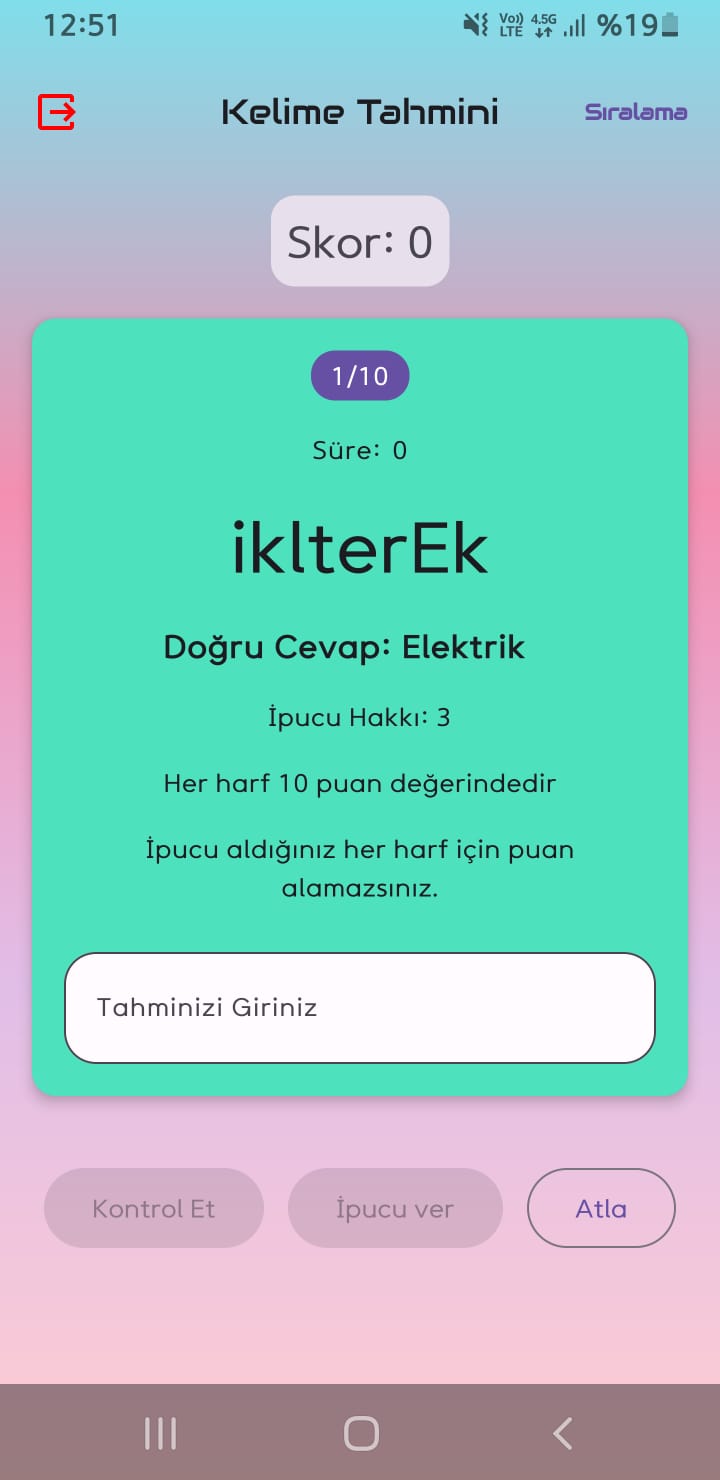 12:51 Vo)) LTE 4.5G %19
Kelime Tahmini Sıralama
Skor: 0
1/10
Süre: 0
iklterEk
Doğru Cevap: Elektrik
İpucu Hakkı: 3
Her harf 10 puan değerindedir
İpucu aldığınız her harf için puan
alamazsınız.
Tahminizi Giriniz
Kontrol Et İpucu ver Atla